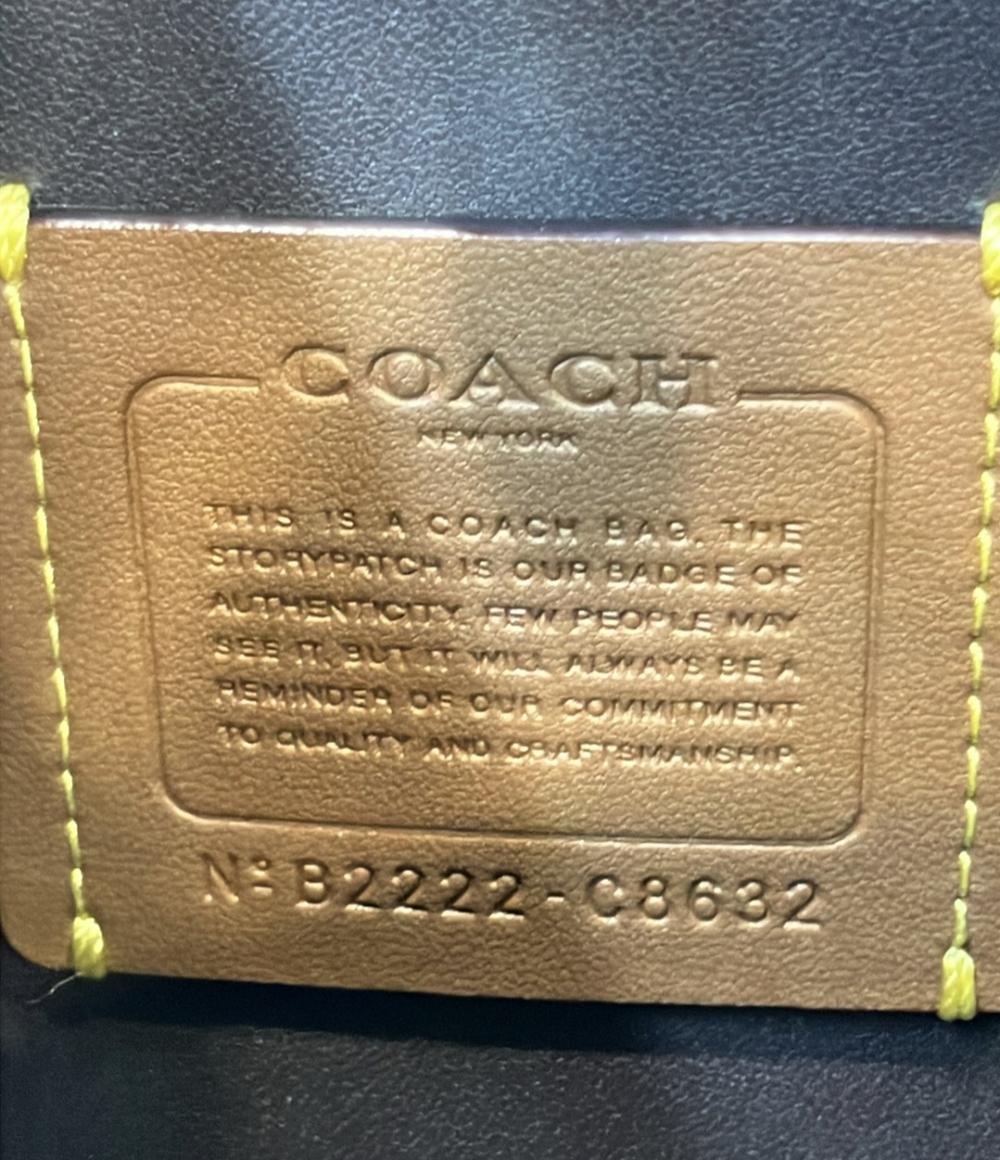 COACH
NEW YORK
THIS IS A COACH BAG. THE
STORYPATCH IS OUR BADGE OF
AUTHENTICITY. FEW PEOPLE MAY
SEE IT, BUT IT WILL ALWAYS BE A
REMINDER OF OUR COMMITMENT
TO QUALITY AND CRAFTSMANSHIP.
Nº B2222-C8632